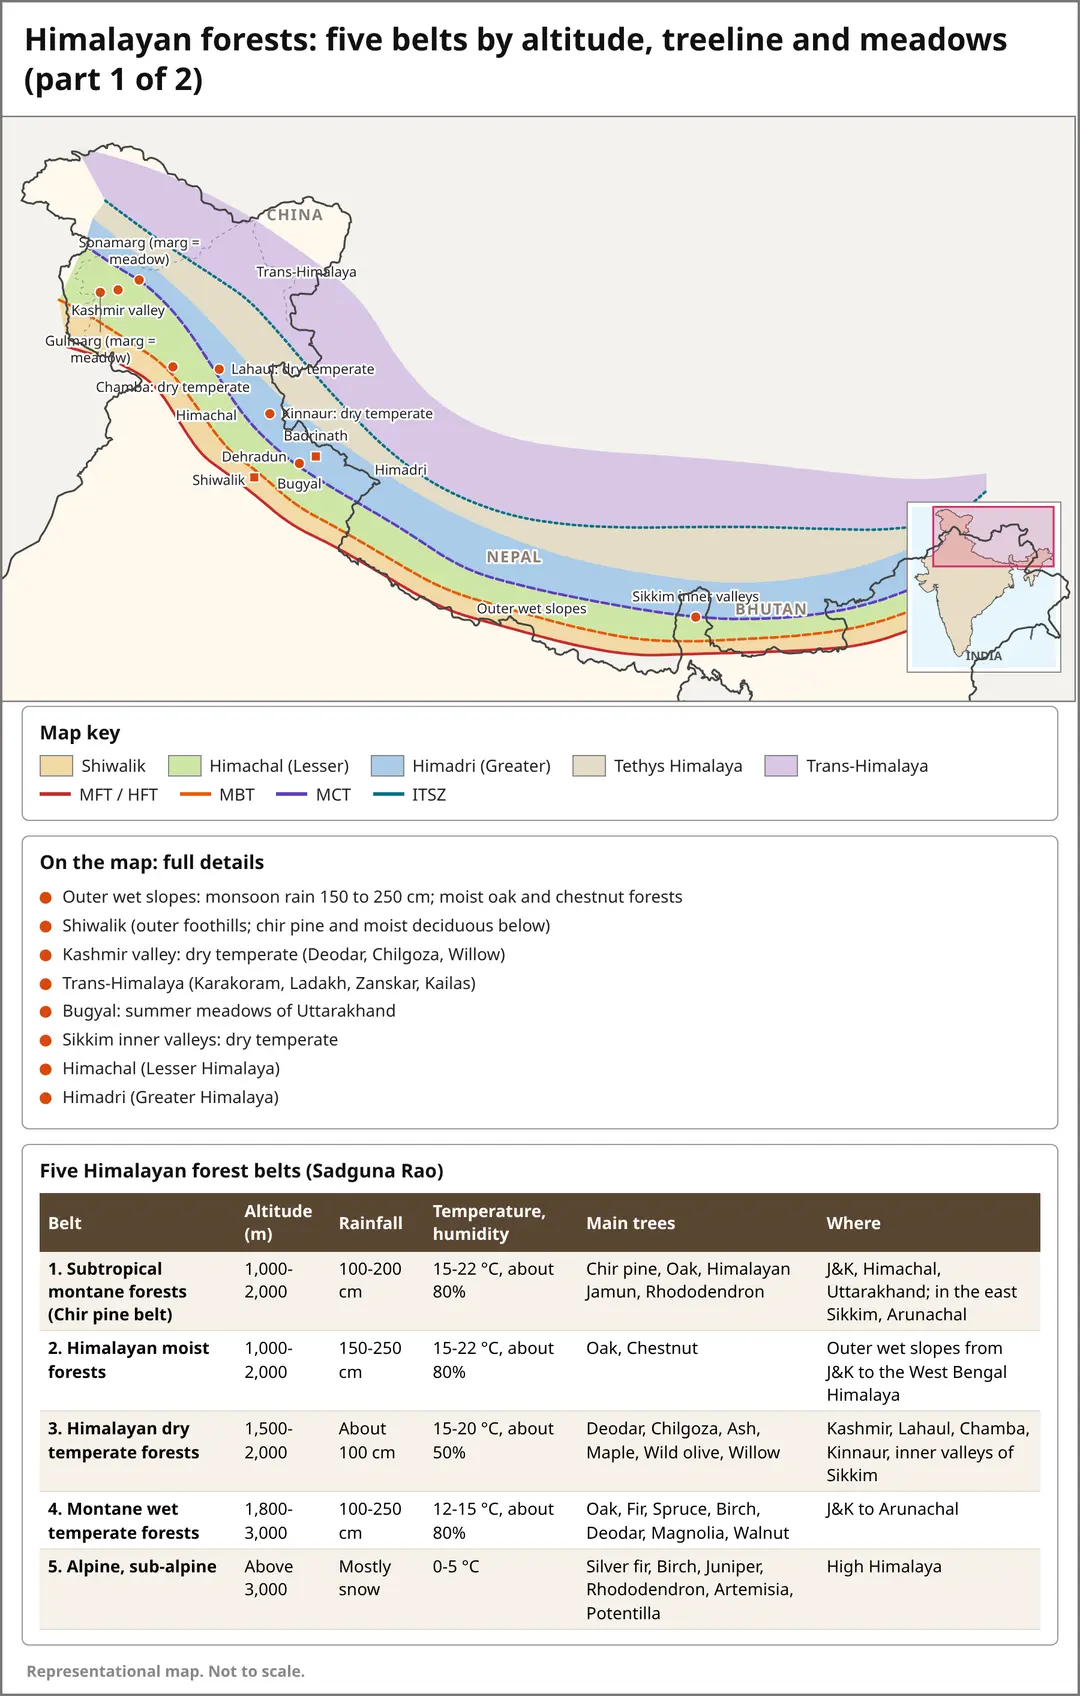 Himalayan forests: five belts by altitude, treeline and meadows
(part 1 of 2)
CHINA
Sonamarg (marg =
meadow)
Trans-Himalaya
Kashmir valley
Gulmarg (marg =
meadow)
Lahaul: dry temperate
Chamba: dry temperate
Himachal
Kinnaur: dry temperate
Badrinath
Dehradun
Himadri
Shiwalik
Bugyal
NEPAL
Sikkim inner valleys
Outer wet slopes
BHUTAN
INDIA
Map key
Shiwalik
Himachal (Lesser)
Himadri (Greater)
Tethys Himalaya
Trans-Himalaya
MFT / HFT
MBT
MCT
ITSZ
On the map: full details
Outer wet slopes: monsoon rain 150 to 250 cm; moist oak and chestnut forests
Shiwalik (outer foothills; chir pine and moist deciduous below)
Kashmir valley: dry temperate (Deodar, Chilgoza, Willow)
Trans-Himalaya (Karakoram, Ladakh, Zanskar, Kailas)
Bugyal: summer meadows of Uttarakhand
Sikkim inner valleys: dry temperate
Himachal (Lesser Himalaya)
Himadri (Greater Himalaya)
Five Himalayan forest belts (Sadguna Rao)
Belt
Altitude
(m)
Rainfall
Temperature,
humidity
Main trees
Where
1. Subtropical
montane forests
(Chir pine belt)
1,000-
2,000
100-200
cm
15-22 °C, about
80%
Chir pine, Oak, Himalayan
Jamun, Rhododendron
J&K, Himachal,
Uttarakhand; in the east
Sikkim, Arunachal
2. Himalayan moist
forests
1,000-
2,000
150-250
cm
15-22 °C, about
80%
Oak, Chestnut
Outer wet slopes from
J&K to the West Bengal
Himalaya
3. Himalayan dry
temperate forests
1,500-
2,000
About
100 cm
15-20 °C, about
50%
Deodar, Chilgoza, Ash,
Maple, Wild olive, Willow
Kashmir, Lahaul, Chamba,
Kinnaur, inner valleys of
Sikkim
4. Montane wet
temperate forests
1,800-
3,000
100-250
cm
12-15 °C, about
80%
Oak, Fir, Spruce, Birch,
Deodar, Magnolia, Walnut
J&K to Arunachal
5. Alpine, sub-alpine
Above
3,000
Mostly
snow
0-5 °C
Silver fir, Birch, Juniper,
Rhododendron, Artemisia,
Potentilla
High Himalaya
Representational map. Not to scale.